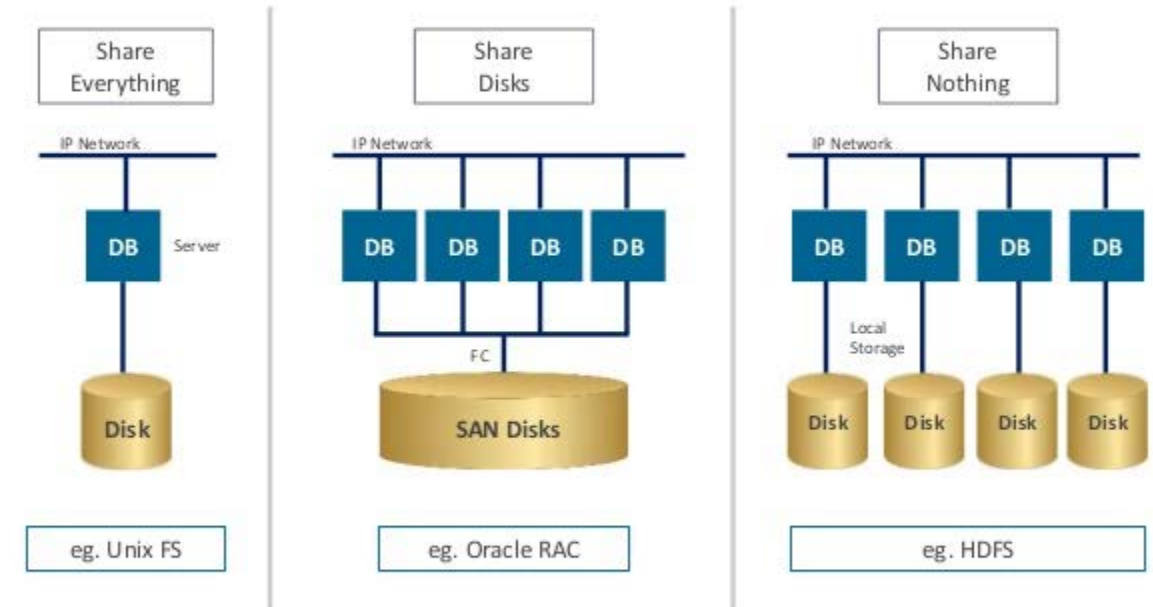 Share
Everything
IP Network
DB
Server
Disk
eg. Unix FS
Share
Disks
IP Network
DB
DB
DB
DB
FC
SAN Disks
eg. Oracle RAC
Share
Nothing
IP Network
DB
DB
DB
DB
Local
Storage
Disk
Disk
Disk
Disk
eg. HDFS